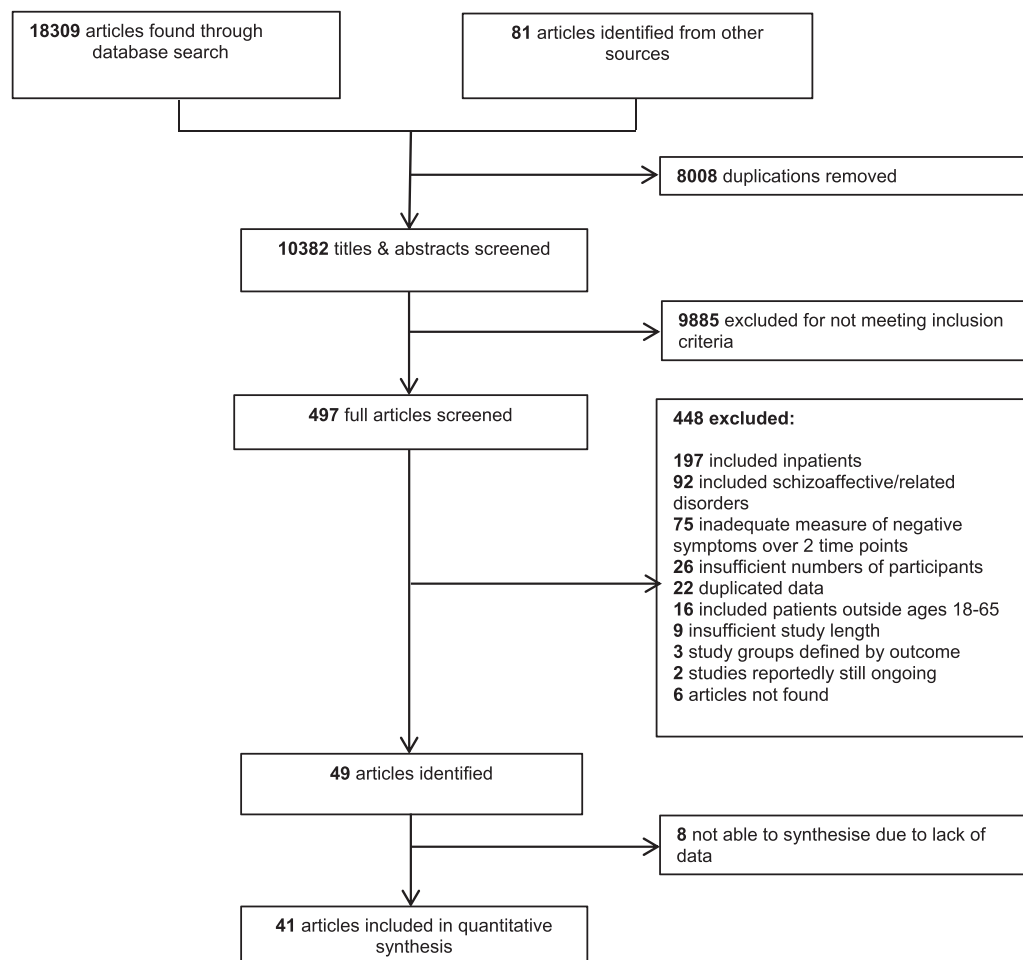 18309 articles found through
database search
81 articles identified from other
sources
8008 duplications removed
10382 titles & abstracts screened
9885 excluded for not meeting inclusion
criteria
497 full articles screened
448 excluded:
197 included inpatients
92 included schizoaffective/related
disorders
75 inadequate measure of negative
symptoms over 2 time points
26 insufficient numbers of participants
22 duplicated data
16 included patients outside ages 18-65
9 insufficient study length
3 study groups defined by outcome
2 studies reportedly still ongoing
6 articles not found
49 articles identified
8 not able to synthesise due to lack of
data
41 articles included in quantitative
synthesis